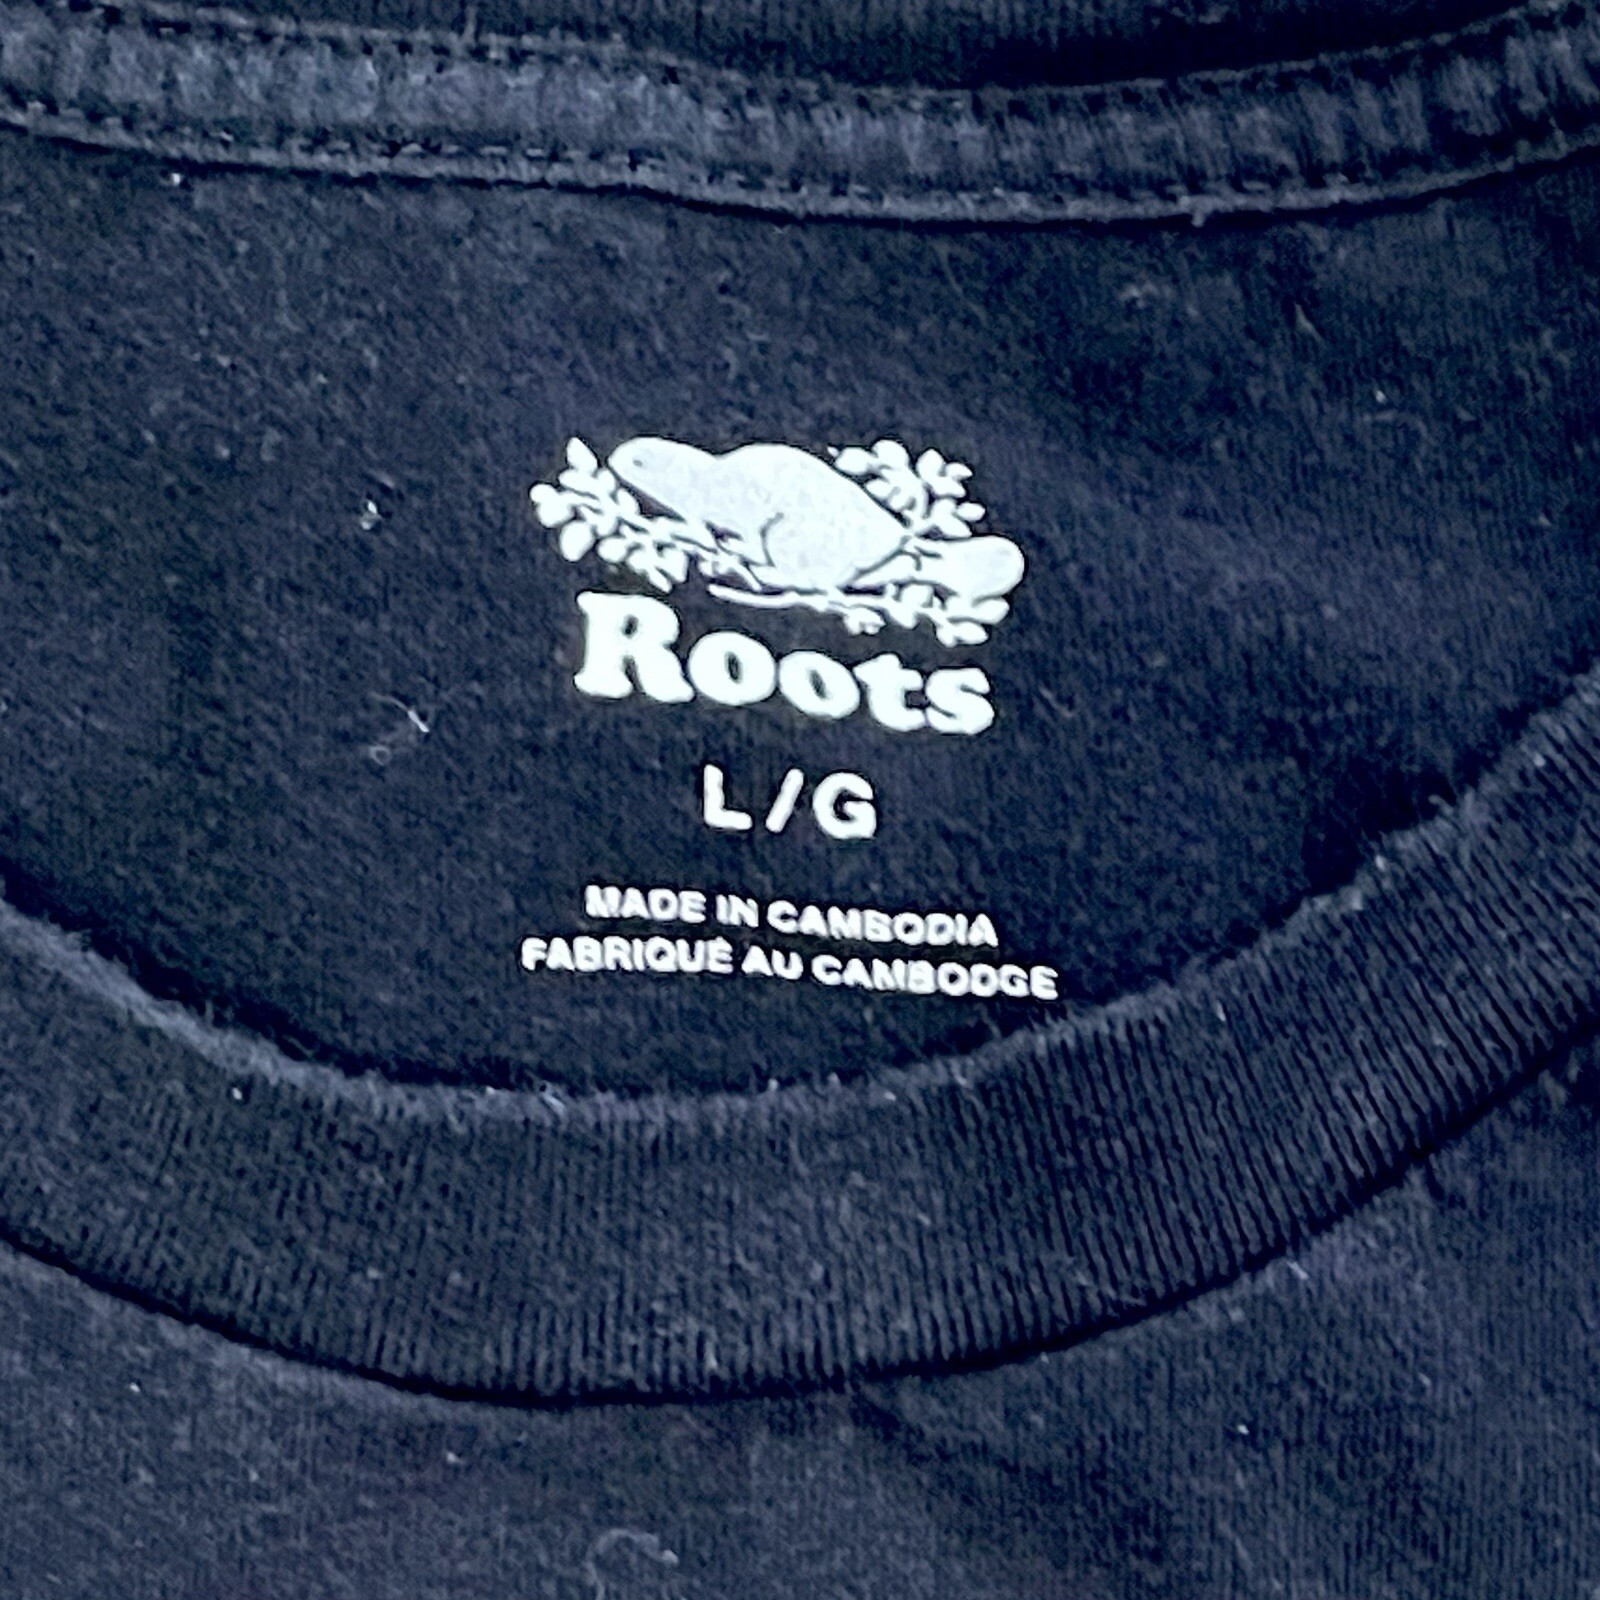 Roots
L/G
MADE IN CAMBODIA
FABRIQUÉ AU CAMBODGE